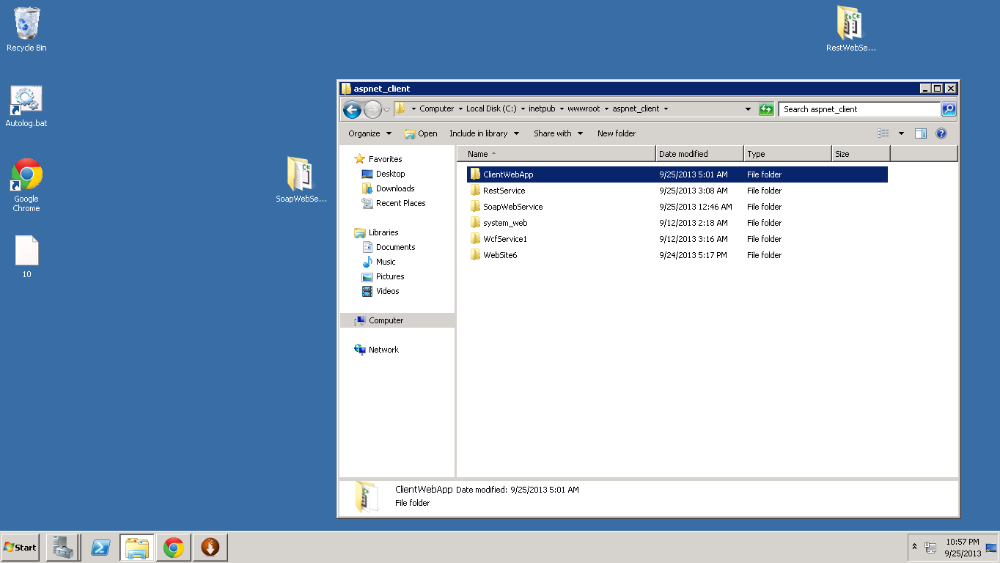 Recycle Bin
RestWebSe...
Autolog.bat
SoapWebSe...
Google
Chrome
10
aspnet_client
Computer Local Disk (C:) inetpub wwwroot aspnet_client
Search aspnet_client
Organize Open Include in library Share with New folder
Favorites
Desktop
Downloads
Recent Places
Libraries
Documents
Music
Pictures
Videos
Computer
Network
Name Date modified Type Size
ClientWebApp 9/25/2013 5:01 AM File folder
RestService 9/25/2013 3:08 AM File folder
SoapWebService 9/25/2013 12:46 AM File folder
system_web 9/12/2013 2:18 AM File folder
WcfService1 9/12/2013 3:16 AM File folder
WebSite6 9/24/2013 5:17 PM File folder
ClientWebApp Date modified: 9/25/2013 5:01 AM
File folder
Start
10:57 PM
9/25/2013